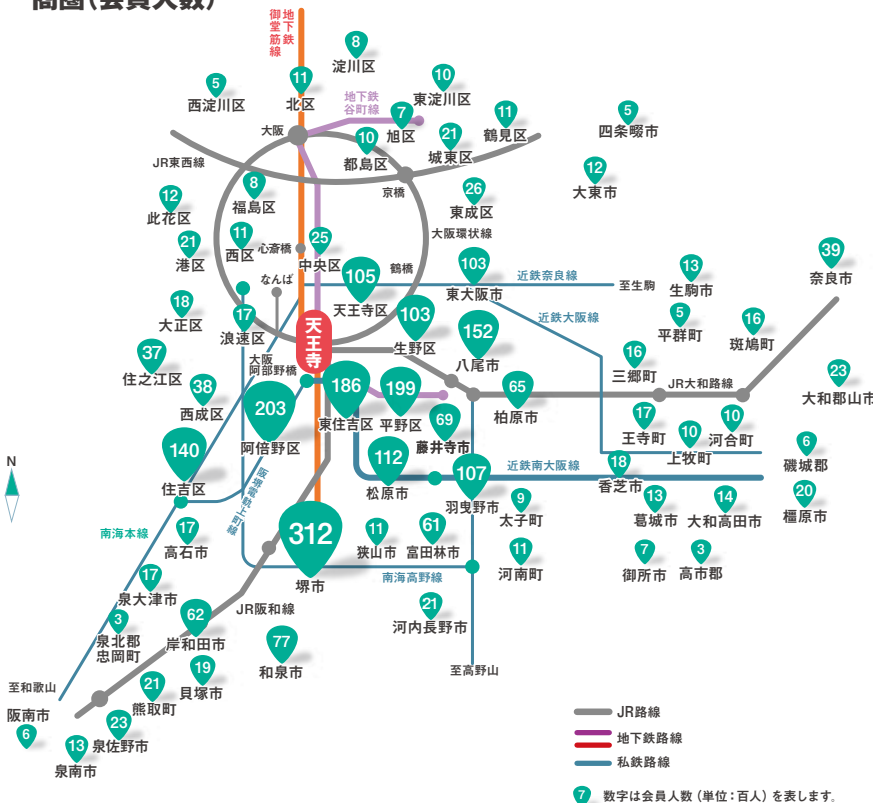 商圏(会員人数)
地下鉄
御堂筋線
8
淀川区
5
西淀川区
11
北区
10
東淀川区
地下鉄
谷町線
7
旭区
11
鶴見区
5
四条畷市
大阪
10
都島区
21
城東区
JR東西線
京橋
12
大東市
8
福島区
26
東成区
12
此花区
大阪環状線
21
港区
11
西区
心斎橋
25
中央区
鶴橋
なんば
105
天王寺区
103
東大阪市
近鉄奈良線
至生駒
13
生駒市
39
奈良市
18
大正区
17
浪速区
天王寺
103
生野区
152
八尾市
近鉄大阪線
5
平群町
16
斑鳩町
37
住之江区
大阪
阿部野橋
16
三郷町
JR大和路線
23
大和郡山市
38
西成区
203
阿倍野区
186
東住吉区
199
平野区
69
藤井寺市
65
柏原市
17
王寺町
10
上牧町
10
河合町
6
磯城郡
140
住吉区
阪堺電軌上町線
112
松原市
107
羽曳野市
近鉄南大阪線
18
香芝市
9
太子町
13
葛城市
14
大和高田市
20
橿原市
N
南海本線
17
高石市
312
堺市
11
狭山市
61
富田林市
11
河南町
7
御所市
3
高市郡
南海高野線
17
泉大津市
JR阪和線
21
河内長野市
3
泉北郡
忠岡町
62
岸和田市
77
和泉市
至高野山
19
貝塚市
至和歌山
21
熊取町
阪南市
6
23
泉佐野市
13
泉南市
JR路線
地下鉄路線
私鉄路線
7 数字は会員人数(単位:百人)を表します。